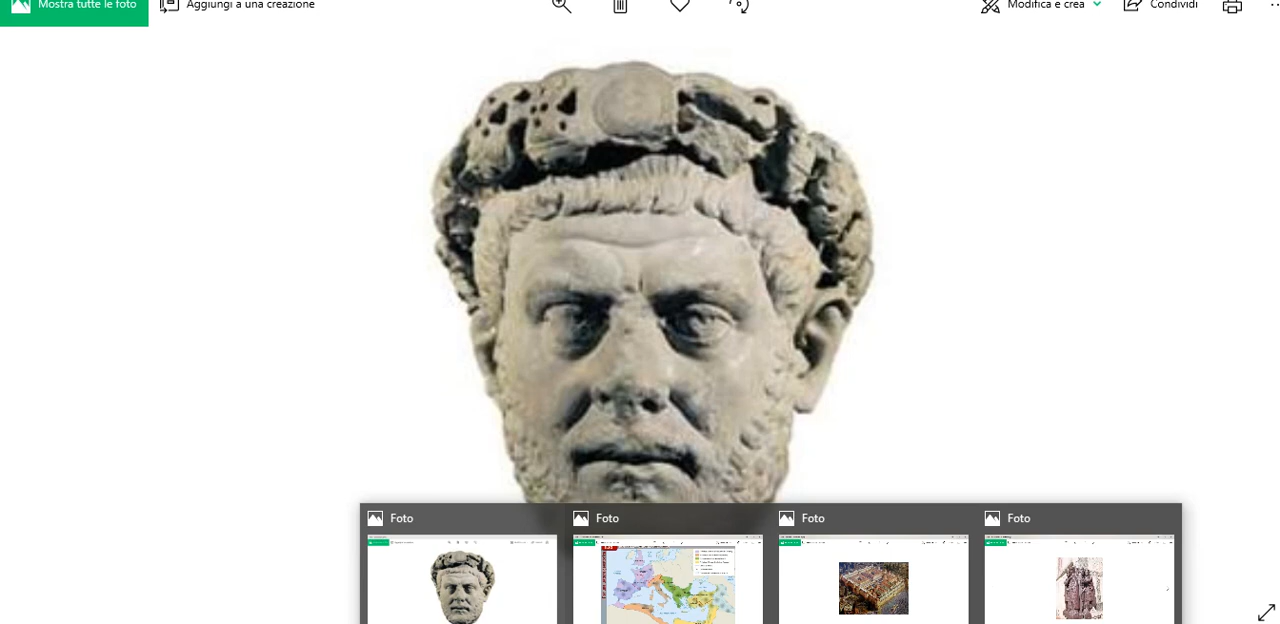 Mostra tutte le foto
Aggiungi a una creazione
Modifica e crea
Condividi
Foto
Foto
Foto
Foto